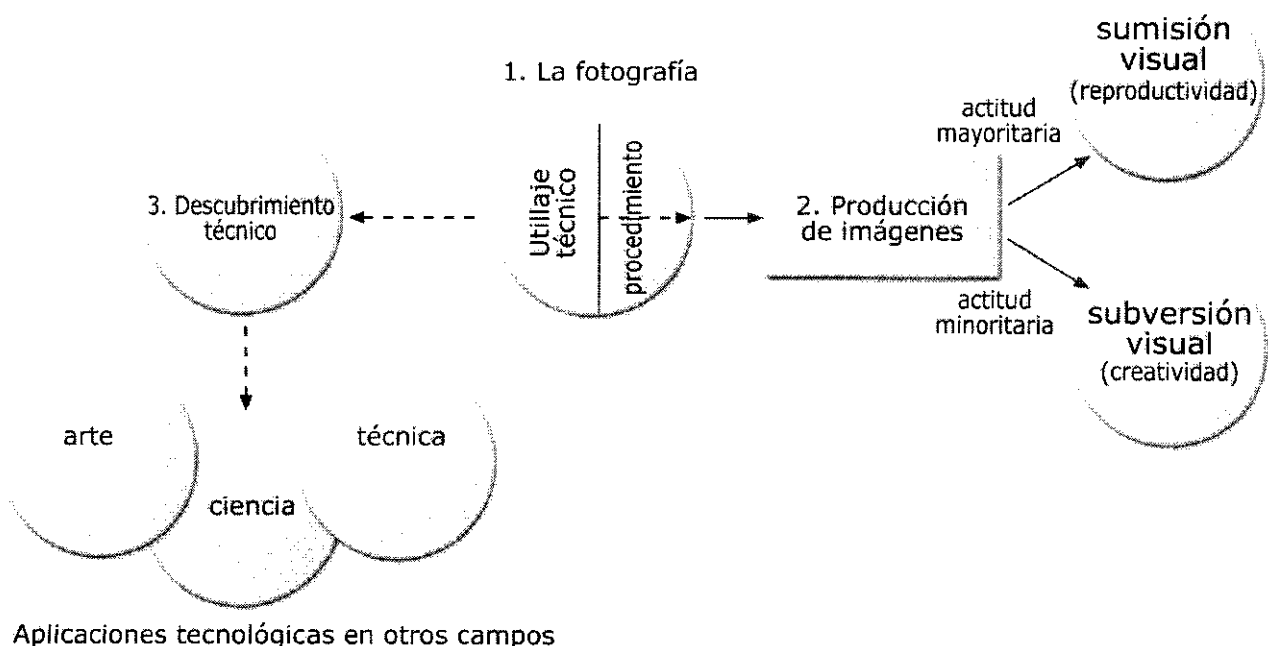 1. La fotografía
Utillaje
técnico
procedimiento
2. Producción
de imágenes
actitud
mayoritaria
sumisión
visual
(reproductividad)
actitud
minoritaria
subversión
visual
(creatividad)
3. Descubrimiento
técnico
arte
ciencia
técnica
Aplicaciones tecnológicas en otros campos